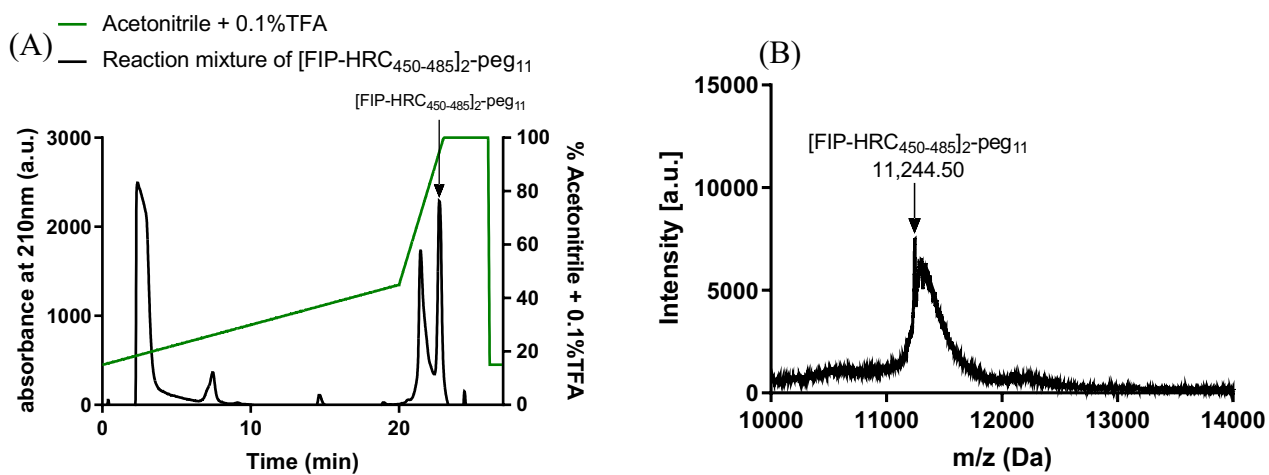 (A)
Acetonitrile + 0.1%TFA
Reaction mixture of [FIP-HRC450-485]2-peg11
[FIP-HRC450-485]2-peg11
3000
2000
1000
0
absorbance at 210nm (a.u.)
100
80
60
40
20
0
% Acetonitrile + 0.1%TFA
0
10
20
Time (min)
(B)
[FIP-HRC450-485]2-peg11
11,244.50
15000
10000
5000
0
Intensity [a.u.]
10000
11000
12000
13000
14000
m/z (Da)